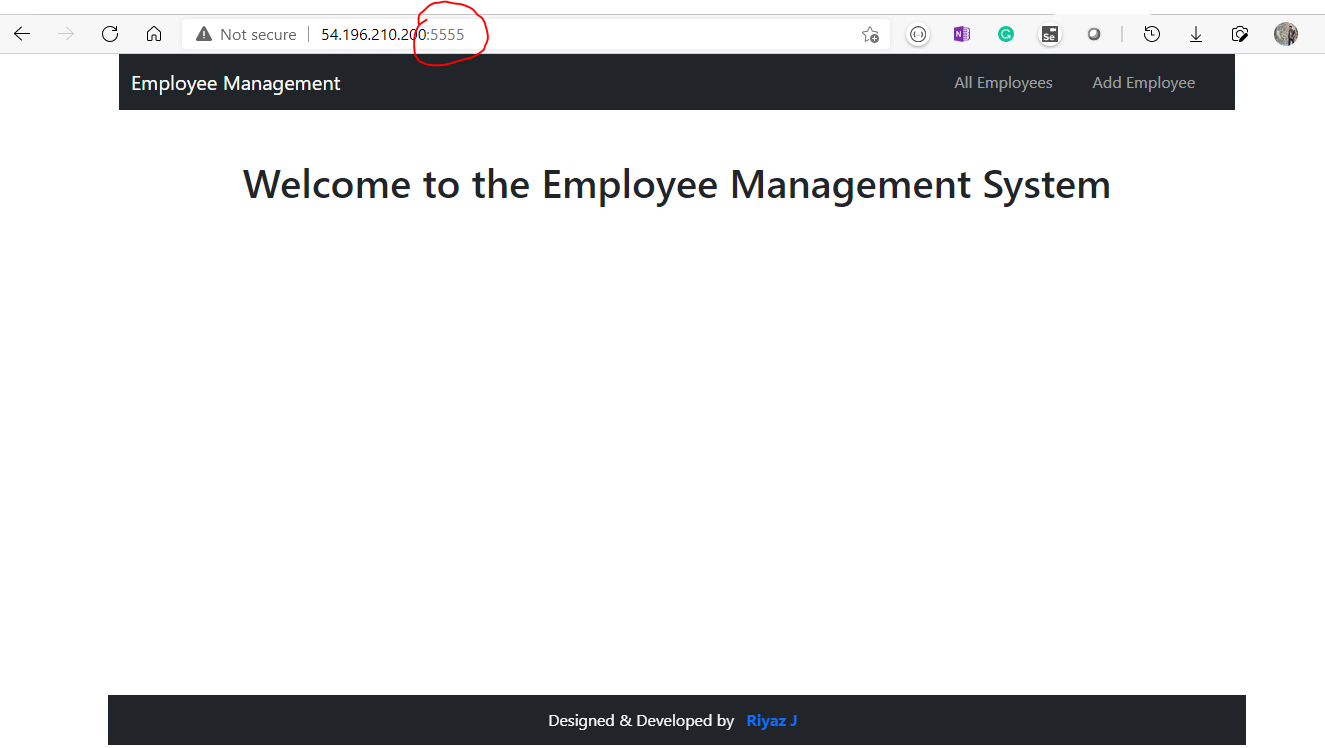 Not secure | 54.196.210.200:5555
Employee Management All Employees Add Employee
Welcome to the Employee Management System
Designed & Developed by Riyaz J